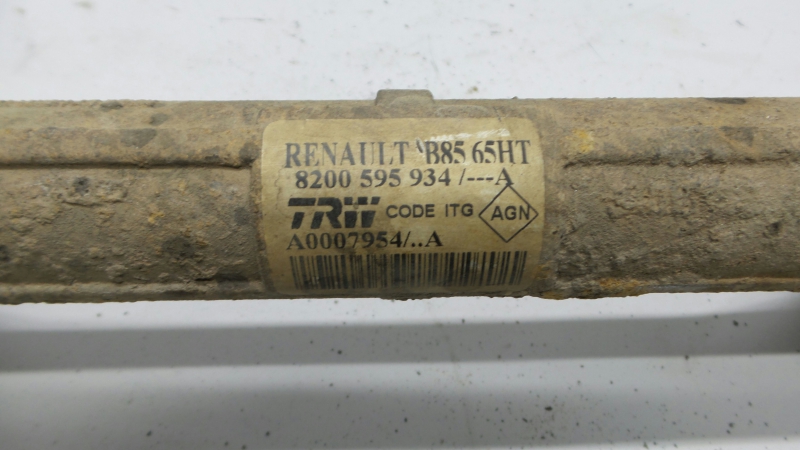 RENAULT B85 65HT
8200 595 934 /---A
TRW CODE ITG AGN
A0007954/..A